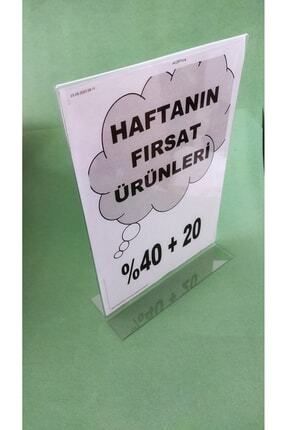 HAFTANIN
FIRSAT
ÜRÜNLERİ
%40 + 20